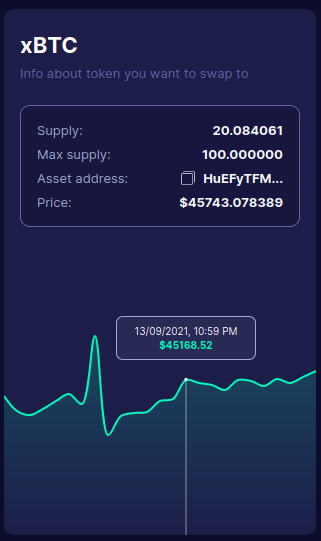 xBTC
Info about token you want to swap to
Supply: 20.084061
Max supply: 100.000000
Asset address: HuEFyTFM...
Price: $45743.078389
13/09/2021, 10:59 PM
$45168.52